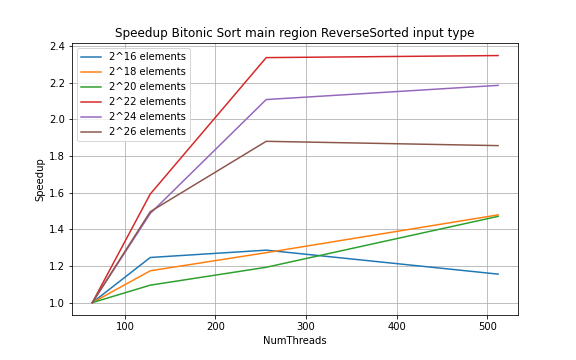 Speedup Bitonic Sort main region ReverseSorted input type
2.4
2.2
2.0
1.8
1.6
1.4
1.2
1.0
Speedup
2^16 elements
2^18 elements
2^20 elements
2^22 elements
2^24 elements
2^26 elements
100
200
300
400
500
NumThreads